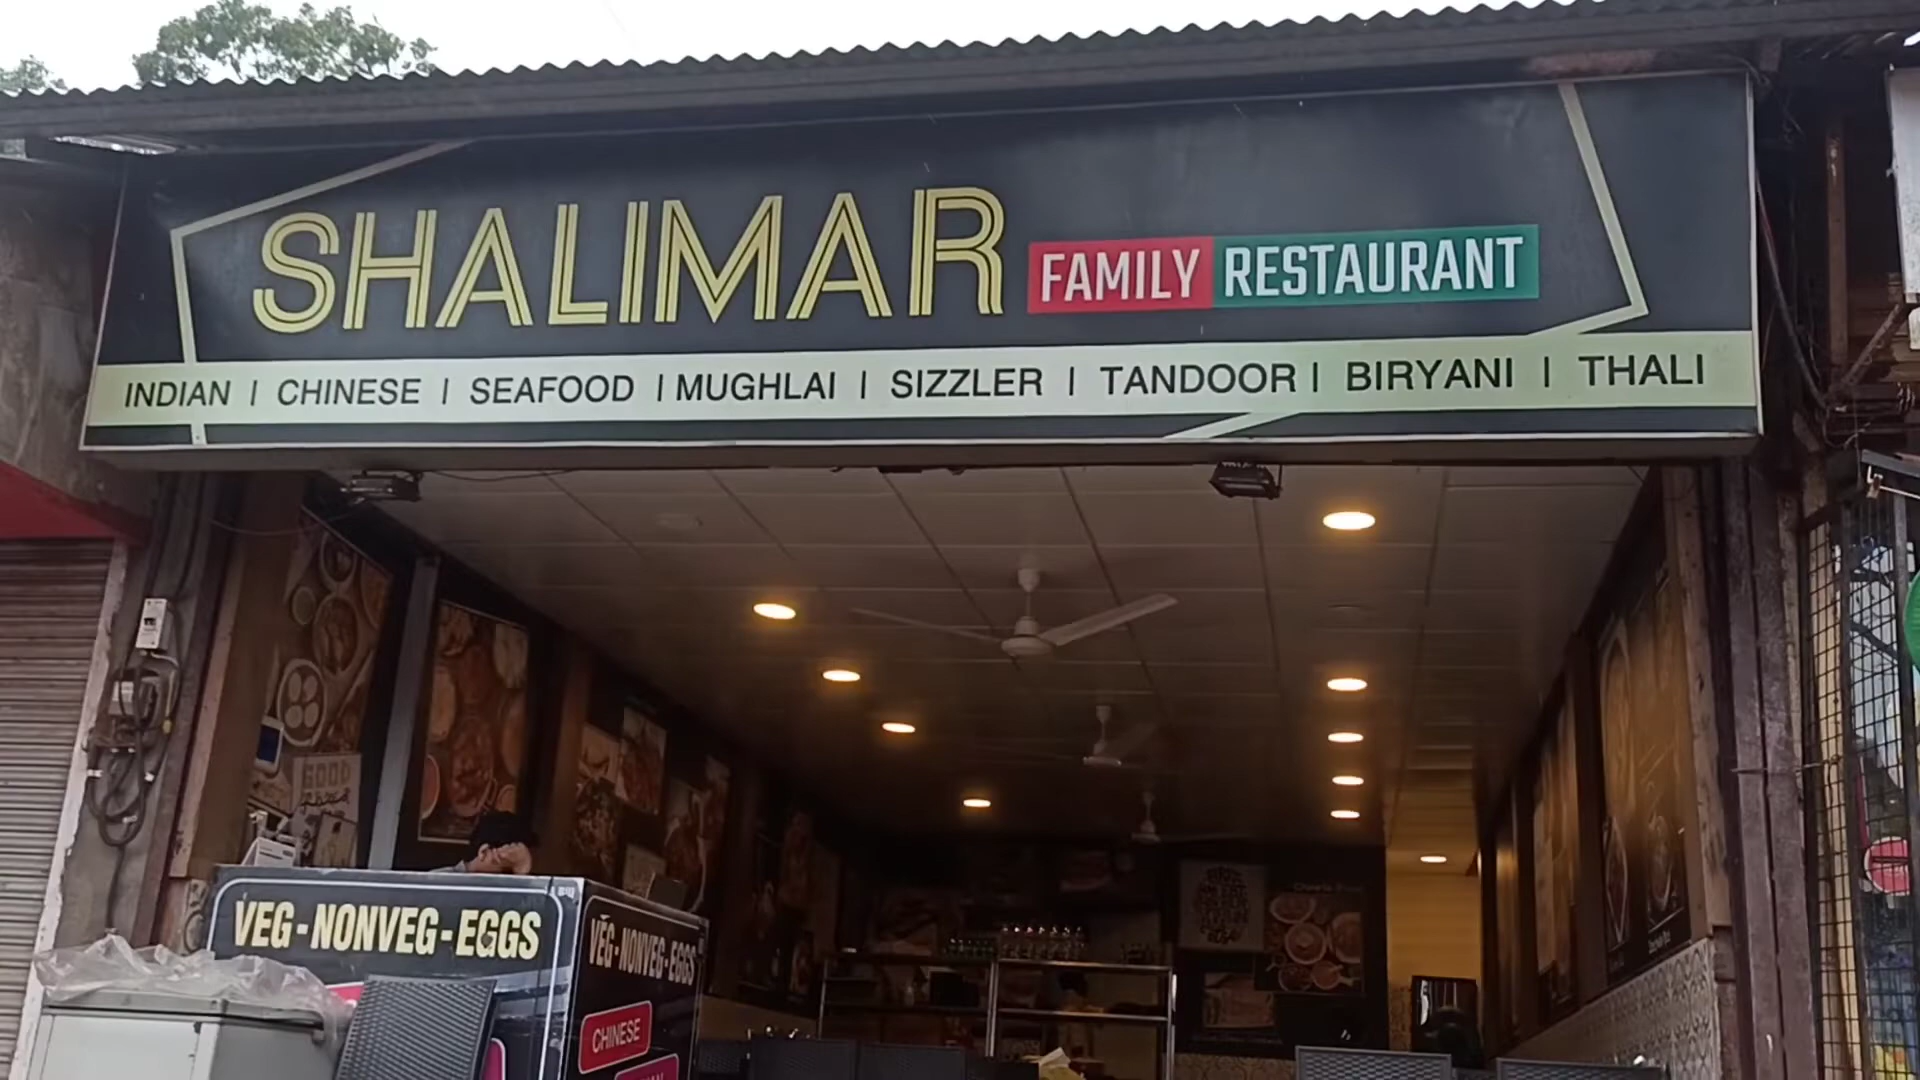 SHALIMAR FAMILY RESTAURANT
INDIAN | CHINESE | SEAFOOD | MUGHLAI | SIZZLER | TANDOOR | BIRYANI | THALI
GOOD
VEG - NONVEG - EGGS
VEG - NONVEG - EGGS
CHINESE